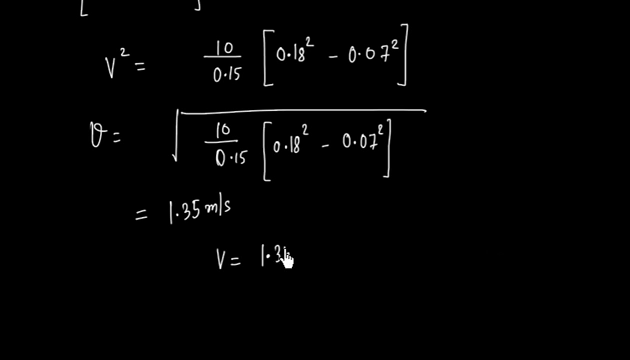 [ ]
V² = 10/0.15 [0.18² - 0.07²]
v = √(10/0.15 [0.18² - 0.07²])
= 1.35 m/s
V = 1.3